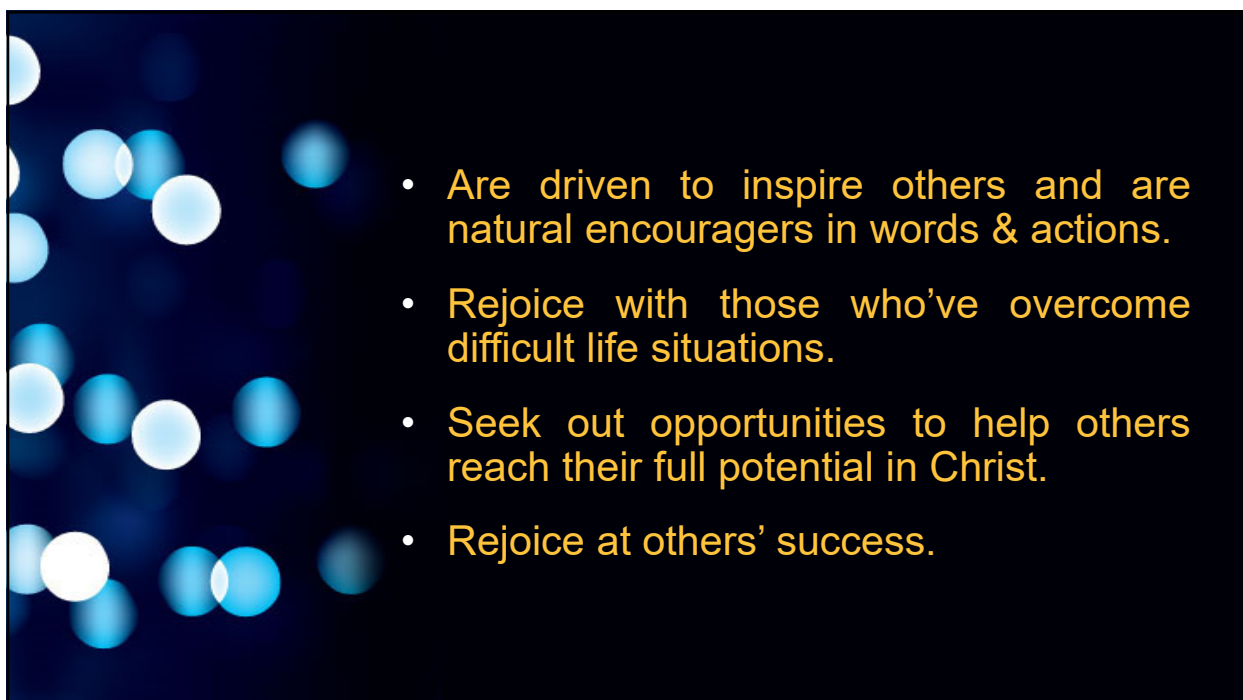 • Are driven to inspire others and are
natural encouragers in words & actions.
• Rejoice with those who’ve overcome
difficult life situations.
• Seek out opportunities to help others
reach their full potential in Christ.
• Rejoice at others’ success.